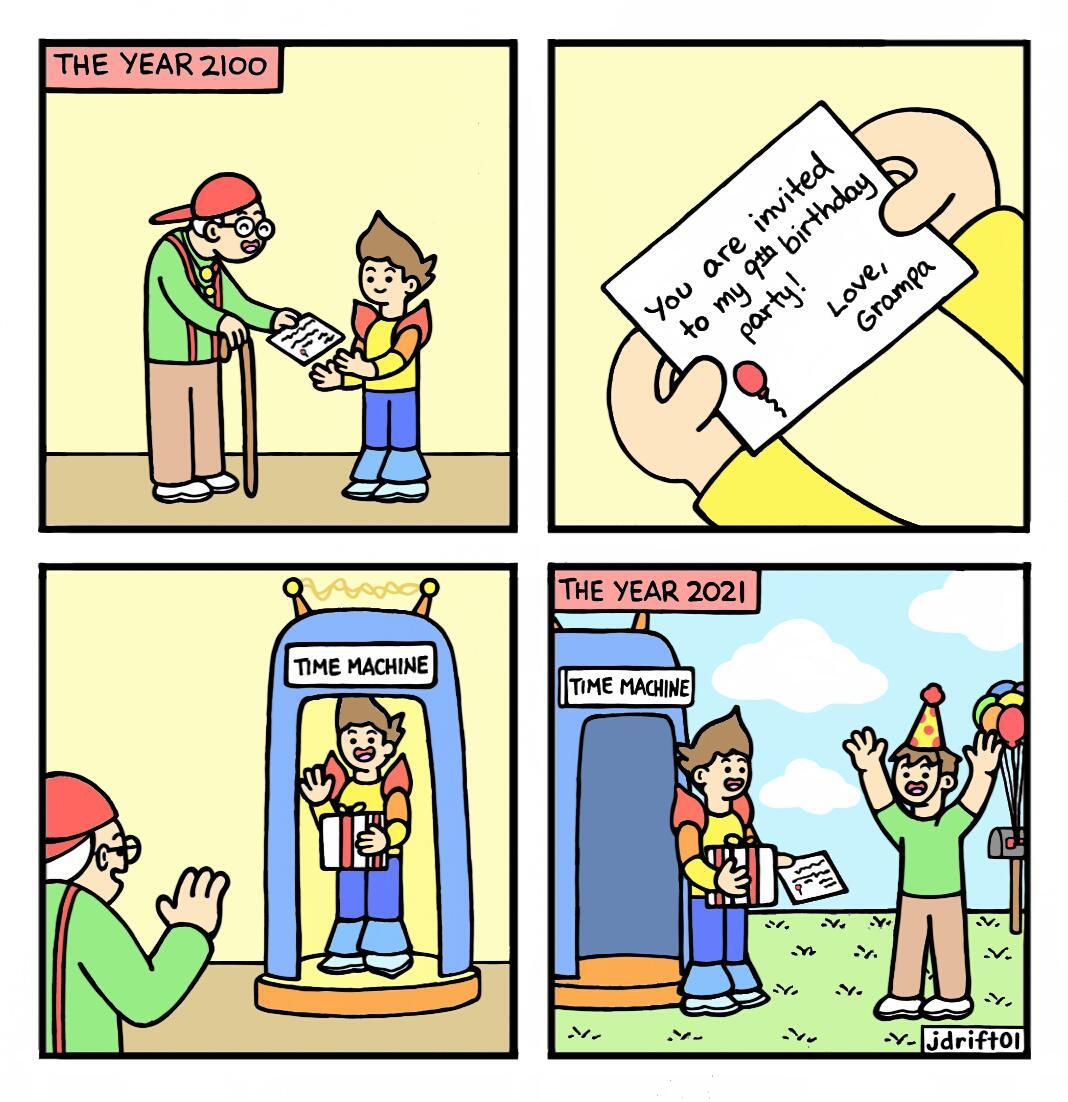 THE YEAR 2100
You are invited
to my 9th birthday
party!
Love,
Grampa
TIME MACHINE
THE YEAR 2021
TIME MACHINE
jdrift01